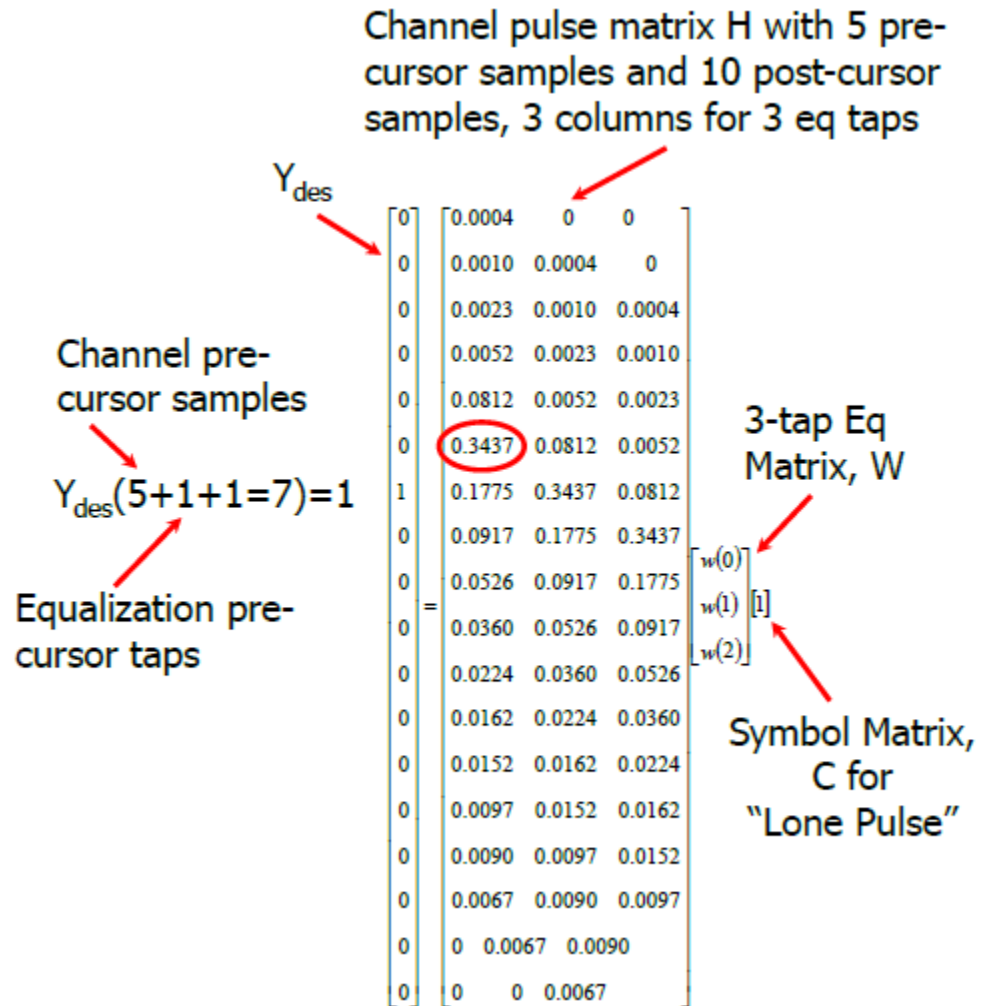 Channel pulse matrix H with 5 pre-
cursor samples and 10 post-cursor
samples, 3 columns for 3 eq taps
Y_des
0 0.0004 0 0
0 0.0010 0.0004 0
0 0.0023 0.0010 0.0004
0 0.0052 0.0023 0.0010
0 0.0812 0.0052 0.0023
0 0.3437 0.0812 0.0052
1 0.1775 0.3437 0.0812
0 0.0917 0.1775 0.3437
0 0.0526 0.0917 0.1775
=
=
0 0.0360 0.0526 0.0917
0 0.0224 0.0360 0.0526
0 0.0162 0.0224 0.0360
0 0.0152 0.0162 0.0224
0 0.0097 0.0152 0.0162
0 0.0090 0.0097 0.0152
0 0.0067 0.0090 0.0097
0 0 0.0067 0.0090
0 0 0 0.0067
w(0)
w(1) [1]
w(2)
Channel pre-
cursor samples
Y_des(5+1+1=7)=1
Equalization pre-
cursor taps
3-tap Eq
Matrix, W
Symbol Matrix,
C for
“Lone Pulse”